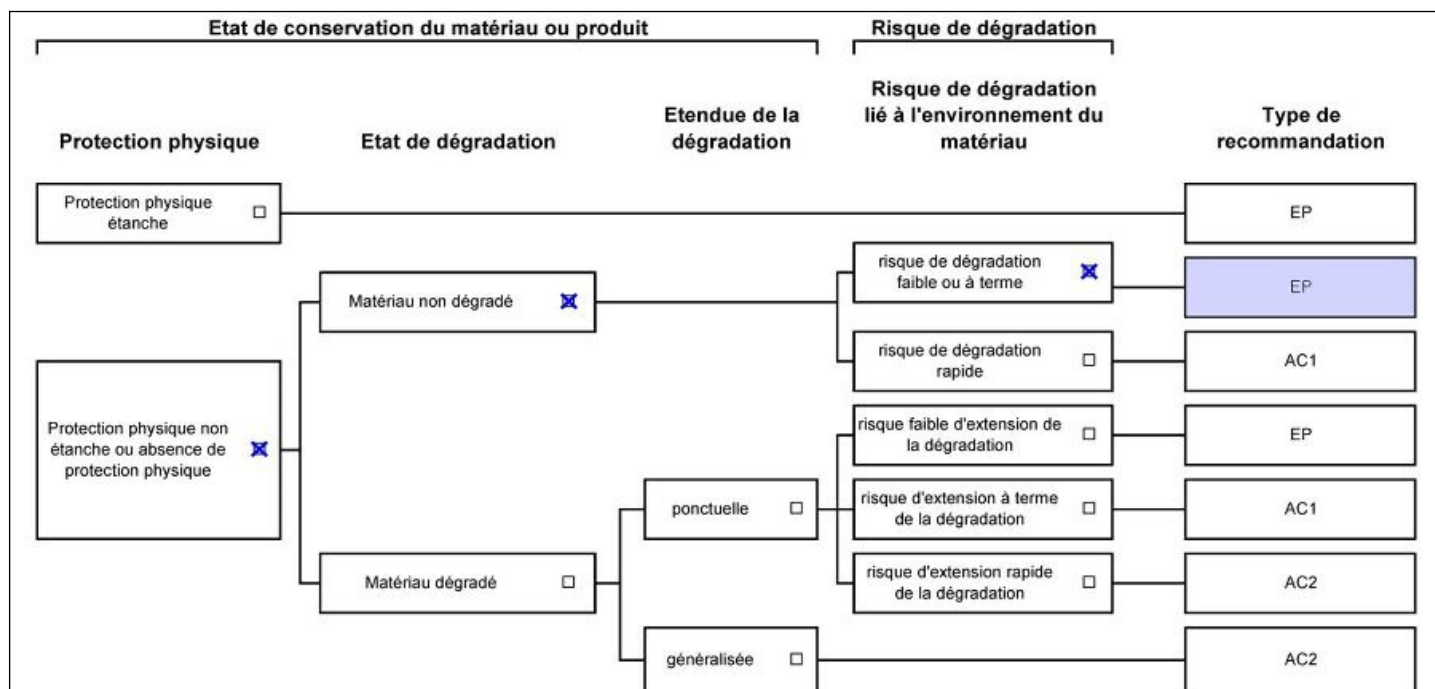 Etat de conservation du matériau ou produit
Risque de dégradation
Protection physique
Etat de dégradation
Etendue de la
dégradation
Risque de dégradation
lié à l'environnement du
matériau
Type de
recommandation
Protection physique
étanche
EP
risque de dégradation
faible ou à terme
EP
Matériau non dégradé
risque de dégradation
rapide
AC1
Protection physique non
étanche ou absence de
protection physique
risque faible d'extension de
la dégradation
EP
ponctuelle
risque d'extension à terme
de la dégradation
AC1
Matériau dégradé
risque d'extension rapide
de la dégradation
AC2
généralisée
AC2